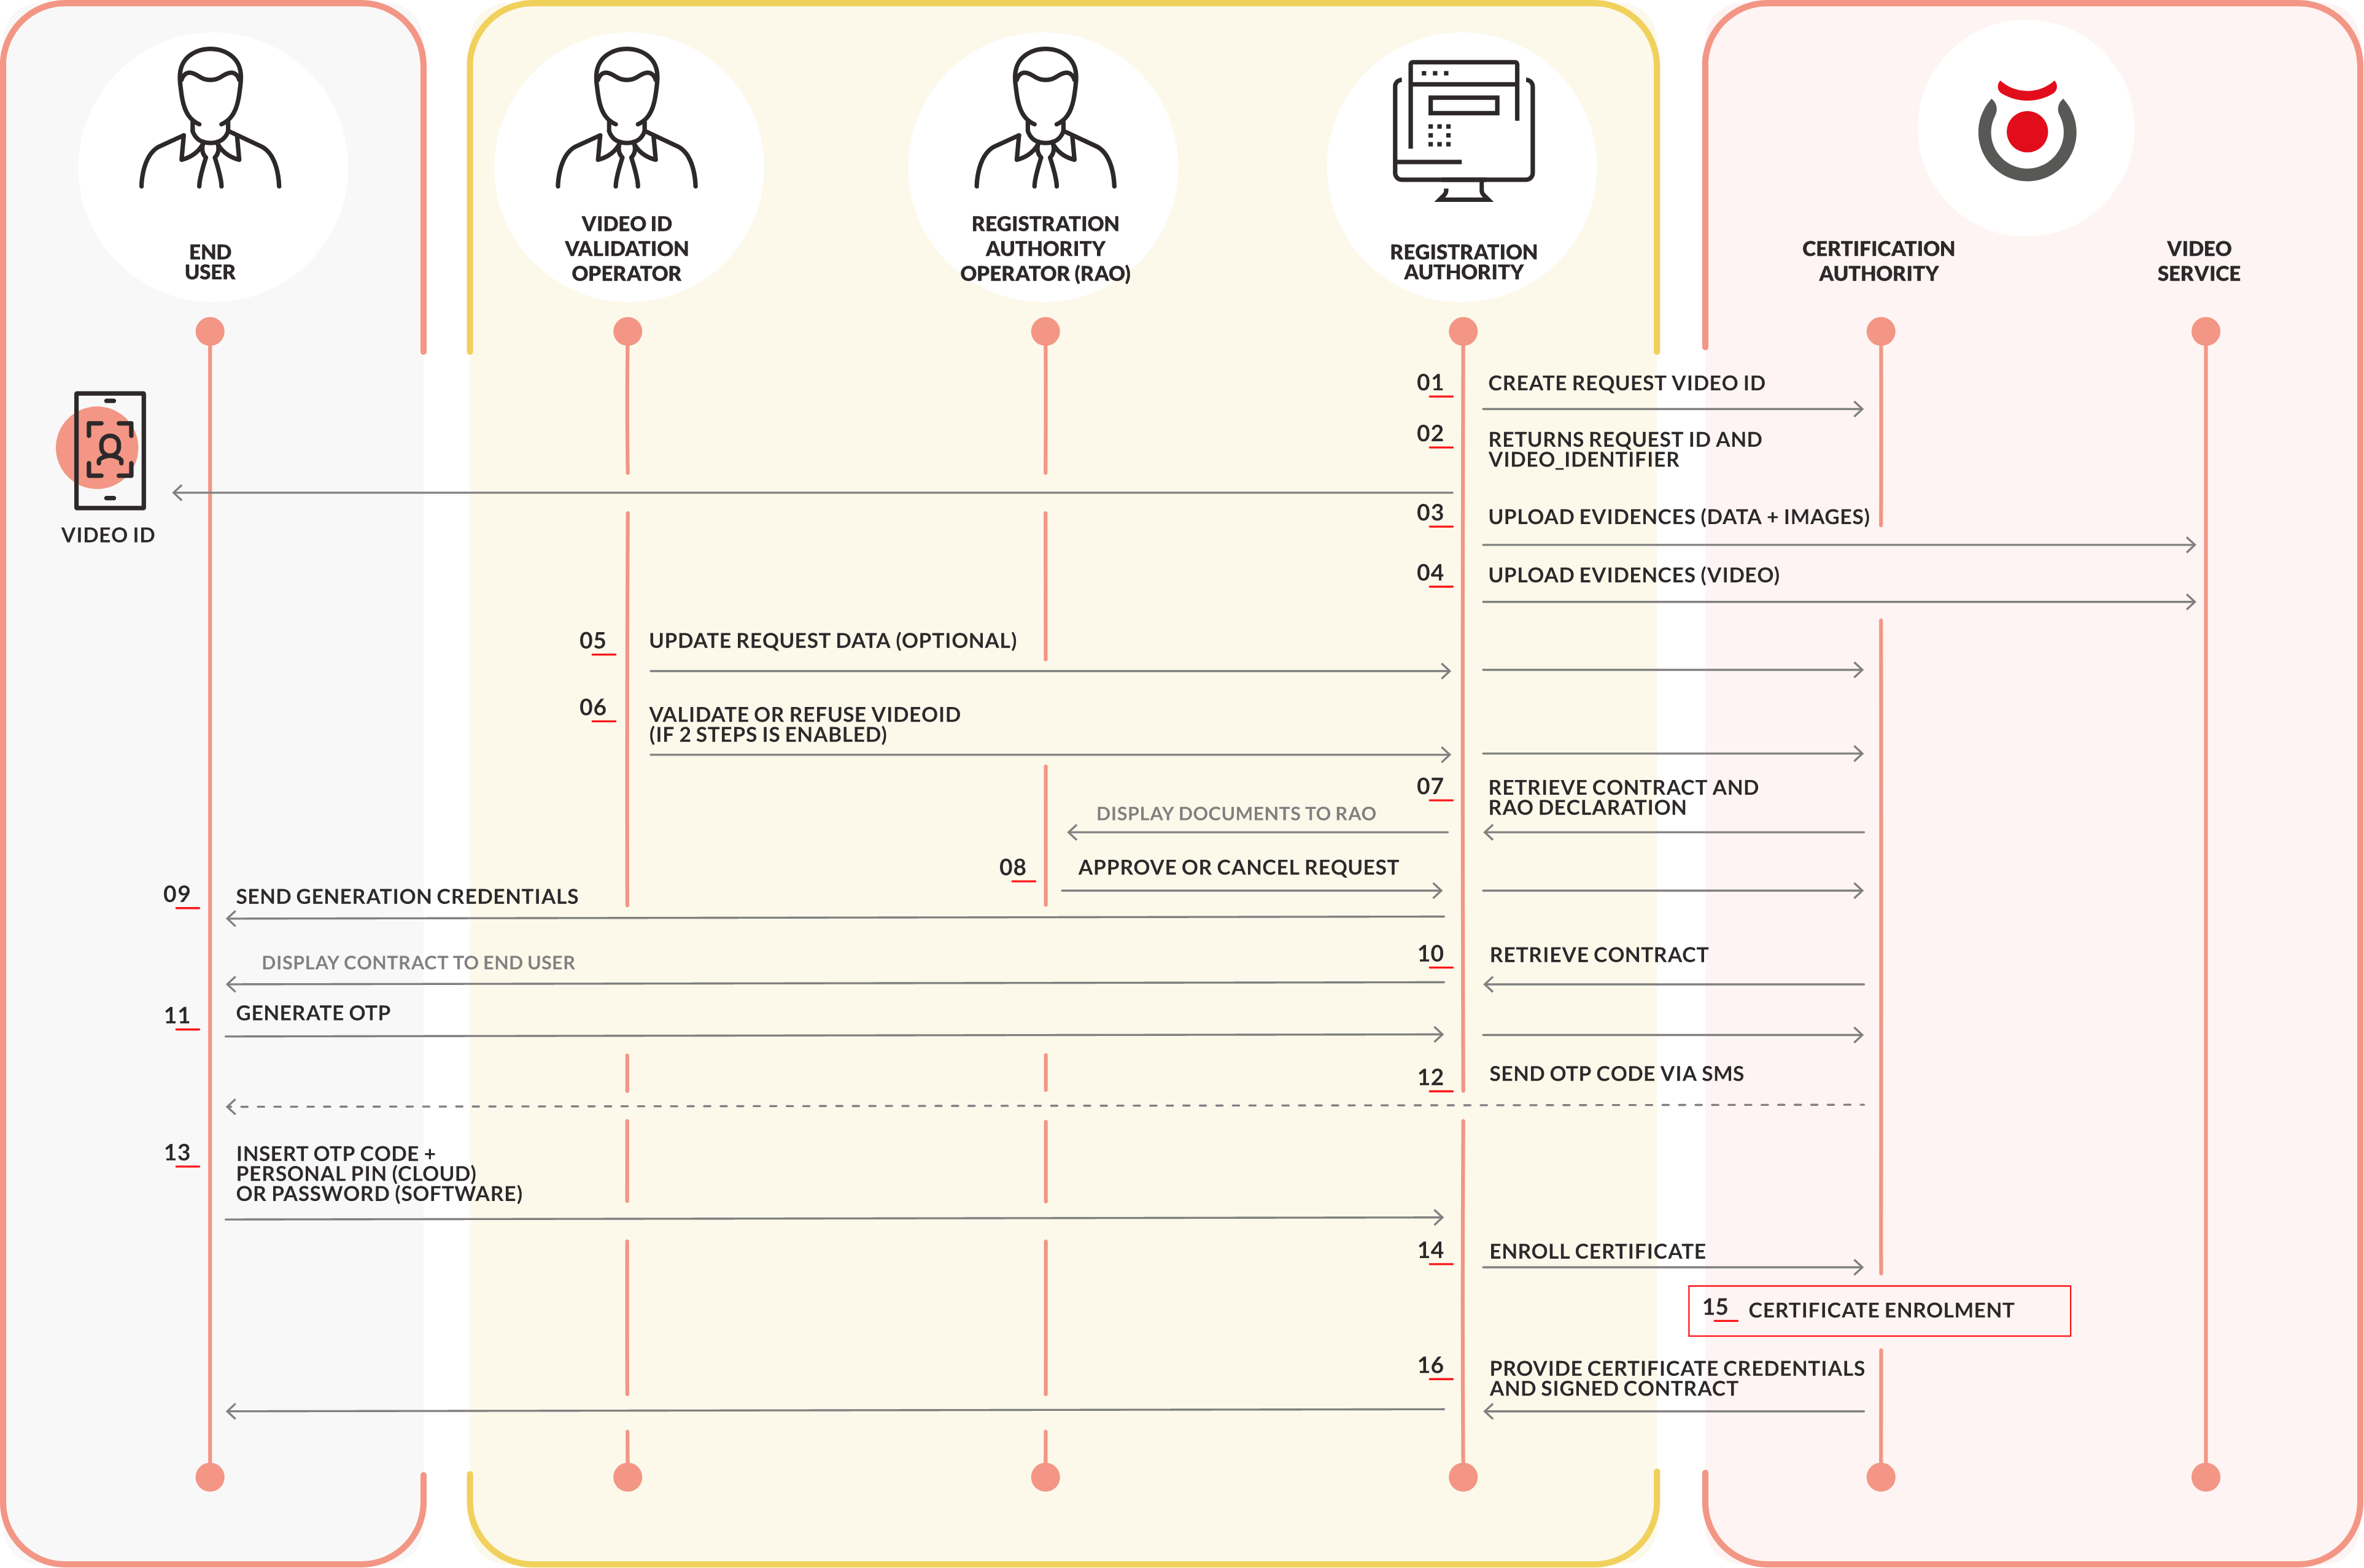 END
USER
VIDEO ID
VALIDATION
OPERATOR
REGISTRATION
AUTHORITY
OPERATOR (RAO)
REGISTRATION
AUTHORITY
CERTIFICATION
AUTHORITY
VIDEO
SERVICE
VIDEO ID
01 CREATE REQUEST VIDEO ID
02 RETURNS REQUEST ID AND
VIDEO_IDENTIFIER
03 UPLOAD EVIDENCES (DATA + IMAGES)
04 UPLOAD EVIDENCES (VIDEO)
05 UPDATE REQUEST DATA (OPTIONAL)
06 VALIDATE OR REFUSE VIDEOID
(IF 2 STEPS IS ENABLED)
07 RETRIEVE CONTRACT AND
RAO DECLARATION
DISPLAY DOCUMENTS TO RAO
08 APPROVE OR CANCEL REQUEST
09 SEND GENERATION CREDENTIALS
10 RETRIEVE CONTRACT
DISPLAY CONTRACT TO END USER
11 GENERATE OTP
12 SEND OTP CODE VIA SMS
13 INSERT OTP CODE +
PERSONAL PIN (CLOUD)
OR PASSWORD (SOFTWARE)
14 ENROLL CERTIFICATE
15 CERTIFICATE ENROLMENT
16 PROVIDE CERTIFICATE CREDENTIALS
AND SIGNED CONTRACT